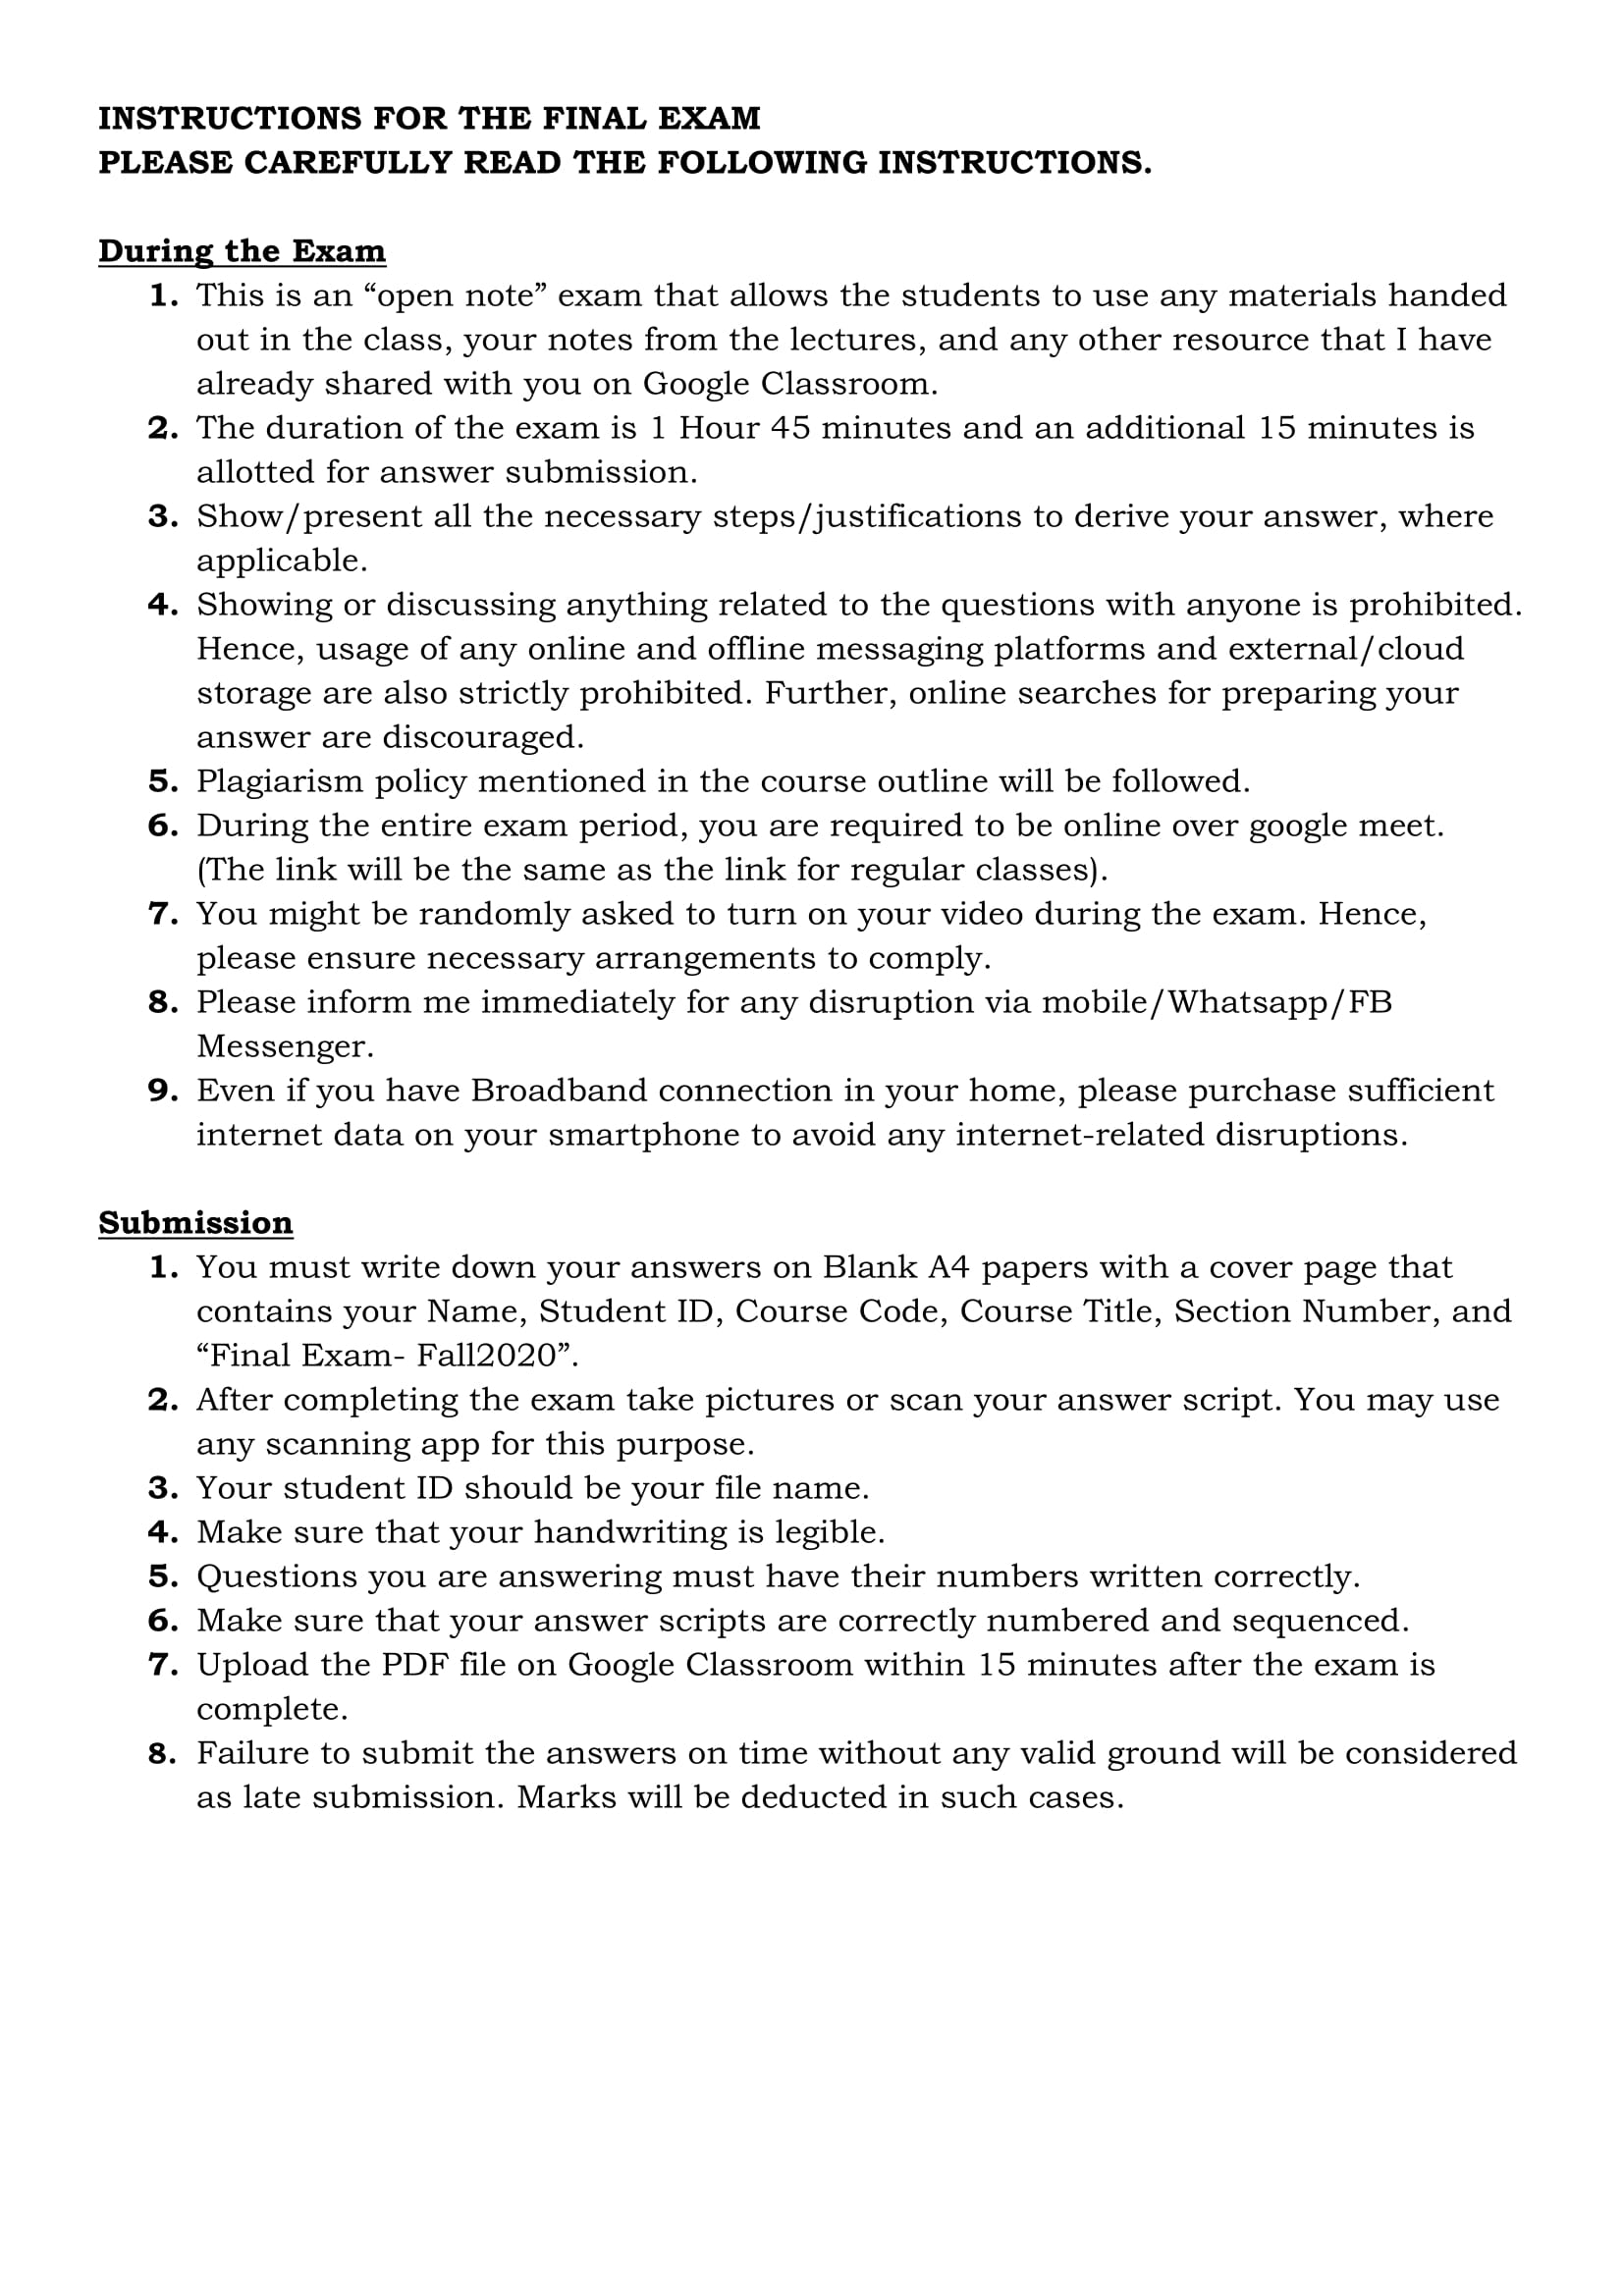 INSTRUCTIONS FOR THE FINAL EXAM
PLEASE CAREFULLY READ THE FOLLOWING INSTRUCTIONS.
During the Exam
1. This is an “open note” exam that allows the students to use any materials handed
out in the class, your notes from the lectures, and any other resource that I have
already shared with you on Google Classroom.
2. The duration of the exam is 1 Hour 45 minutes and an additional 15 minutes is
allotted for answer submission.
3. Show/present all the necessary steps/justifications to derive your answer, where
applicable.
4. Showing or discussing anything related to the questions with anyone is prohibited.
Hence, usage of any online and offline messaging platforms and external/cloud
storage are also strictly prohibited. Further, online searches for preparing your
answer are discouraged.
5. Plagiarism policy mentioned in the course outline will be followed.
6. During the entire exam period, you are required to be online over google meet.
(The link will be the same as the link for regular classes).
7. You might be randomly asked to turn on your video during the exam. Hence,
please ensure necessary arrangements to comply.
8. Please inform me immediately for any disruption via mobile/Whatsapp/FB
Messenger.
9. Even if you have Broadband connection in your home, please purchase sufficient
internet data on your smartphone to avoid any internet-related disruptions.
Submission
1. You must write down your answers on Blank A4 papers with a cover page that
contains your Name, Student ID, Course Code, Course Title, Section Number, and
“Final Exam- Fall2020”.
2. After completing the exam take pictures or scan your answer script. You may use
any scanning app for this purpose.
3. Your student ID should be your file name.
4. Make sure that your handwriting is legible.
5. Questions you are answering must have their numbers written correctly.
6. Make sure that your answer scripts are correctly numbered and sequenced.
7. Upload the PDF file on Google Classroom within 15 minutes after the exam is
complete.
8. Failure to submit the answers on time without any valid ground will be considered
as late submission. Marks will be deducted in such cases.